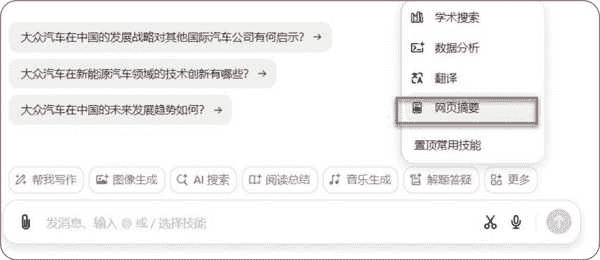 大众汽车在中国的发展战略对其他国际汽车公司有何启示? →
大众汽车在新能源汽车领域的技术创新有哪些? →
大众汽车在中国的未来发展趋势如何? →
学术搜索
数据分析
翻译
网页摘要
置顶常用技能
帮我写作
图像生成
AI 搜索
阅读总结
音乐生成
解题答疑
更多
发消息、输入 @ 或 / 选择技能